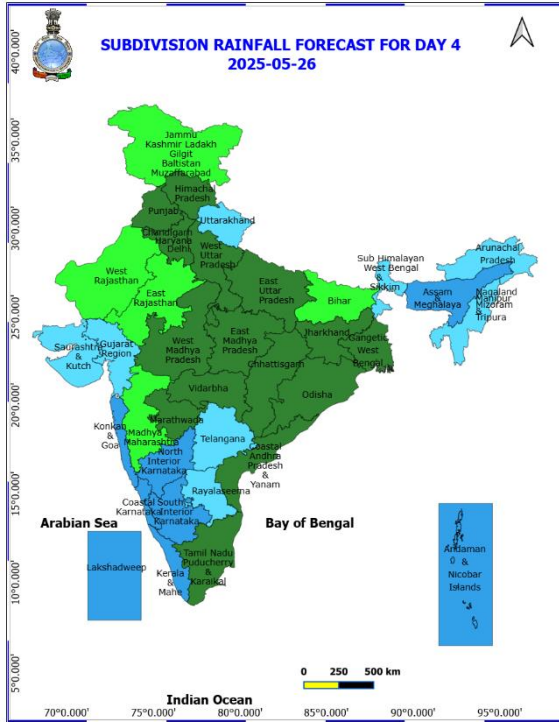 SUBDIVISION RAINFALL FORECAST FOR DAY 4
2025-05-26
40°0.000'
35°0.000'
30°0.000'
25°0.000'
20°0.000'
15°0.000'
10°0.000'
5°0.000'
Jammu
Kashmir Ladakh
Gilgit
Baltistan
Muzaffarabad
Himachal
Pradesh
Punjab
Uttarakhand
Chandigarh
Haryana
Delhi
West
Uttar
Pradesh
Arunachal
Pradesh
Sub Himalayan
West Bengal
&
Sikkim
West
Rajasthan
East
Rajasthan
East
Uttar
Pradesh
Bihar
Assam
&
Meghalaya
Nagaland
Manipur
Mizoram
&
Tripura
Saurashtra
&
Kutch
Gujarat
Region
West
Madhya
Pradesh
East
Madhya
Pradesh
Jharkhand
Gangetic
West
Bengal
Chhattisgarh
Vidarbha
Odisha
Konkan
&
Goa
Madhya
Maharashtra
Marathwada
Telangana
Coastal
Andhra
Pradesh
&
Yanam
North
Interior
Karnataka
Rayalaseema
Coastal
Karnataka
South
Interior
Karnataka
Arabian Sea
Bay of Bengal
Lakshadweep
Kerala
&
Mahe
Tamil Nadu
Puducherry
&
Karaikal
Andaman
&
Nicobar
Islands
0 250 500 km
Indian Ocean
70°0.000' 75°0.000' 80°0.000' 85°0.000' 90°0.000' 95°0.000'